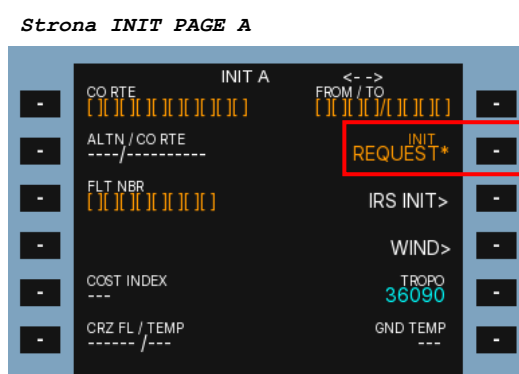 Strona INIT PAGE A
INIT A <- ->
CO RTE FROM / TO
[ ][ ][ ][ ][ ][ ][ ][ ][ ][ ] [ ][ ][ ][ ]/[ ][ ][ ][ ]
ALTN / CO RTE INIT
----/---------- REQUEST*
FLT NBR
[ ][ ][ ][ ][ ][ ][ ][ ] IRS INIT>
WIND>
COST INDEX TROPO
--- 36090
CRZ FL / TEMP GND TEMP
------ /--- ---